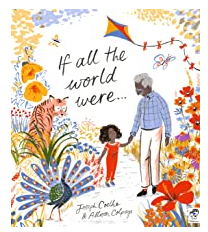 If all the
world
were...
Joseph Coelho
& Allison Colpoys